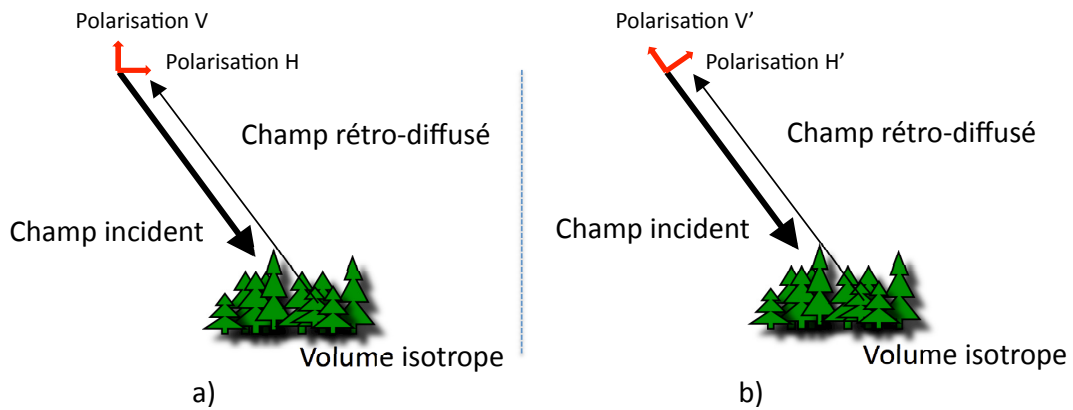 Polarisation V
Polarisation H
Champ rétro-diffusé
Champ incident
Volume isotrope
a)
Polarisation V’
Polarisation H’
Champ rétro-diffusé
Champ incident
Volume isotrope
b)